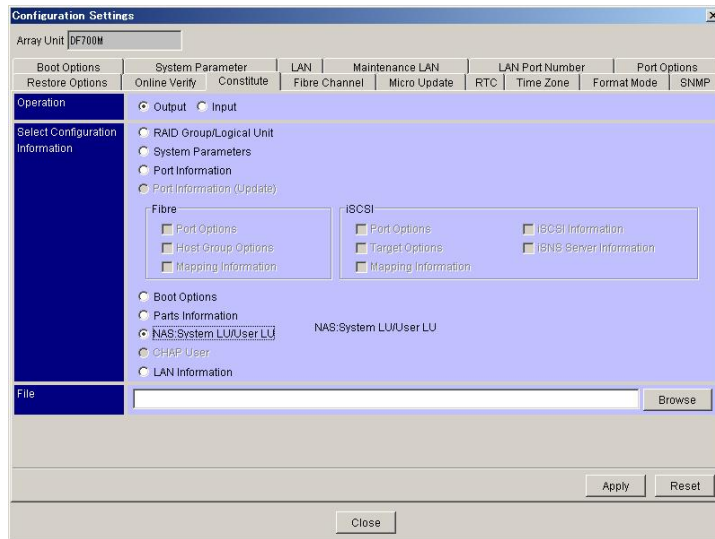 Configuration Settings
Array Unit DF700M
Boot Options System Parameter LAN Maintenance LAN LAN Port Number Port Options
Restore Options Online Verify Constitute Fibre Channel Micro Update RTC Time Zone Format Mode SNMP
Operation Output Input
Select Configuration Information
RAID Group/Logical Unit
System Parameters
Port Information
Port Information (Update)
Fibre
Port Options
Host Group Options
Mapping Information
iSCSI
Port Options iSCSI Information
Target Options iSNS Server Information
Mapping Information
Boot Options
Parts Information
NAS:System LU/User LU NAS:System LU/User LU
CHAP User
LAN Information
File Browse
Apply Reset
Close